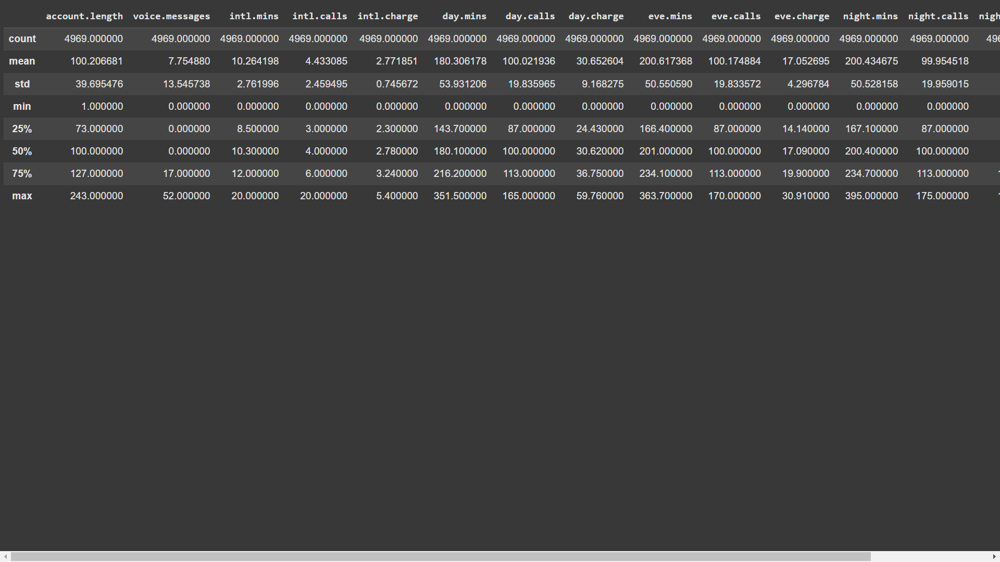 account.length voice.messages intl.mins intl.calls intl.charge day.mins day.calls day.charge eve.mins eve.calls eve.charge night.mins night.calls
count 4969.000000 4969.000000 4969.000000 4969.000000 4969.000000 4969.000000 4969.000000 4969.000000 4969.000000 4969.000000 4969.000000 4969.000000 4969.000000
mean 100.206681 7.754880 10.264198 4.433085 2.771851 180.306178 100.021936 30.652604 200.617368 100.174884 17.052695 200.434675 99.954518
std 39.695476 13.545738 2.761996 2.459495 0.745672 53.931206 19.835965 9.168275 50.550590 19.833572 4.296784 50.528158 19.959015
min 1.000000 0.000000 0.000000 0.000000 0.000000 0.000000 0.000000 0.000000 0.000000 0.000000 0.000000 0.000000 0.000000
25% 73.000000 0.000000 8.500000 3.000000 2.300000 143.700000 87.000000 24.430000 166.400000 87.000000 14.140000 167.100000 87.000000
50% 100.000000 0.000000 10.300000 4.000000 2.780000 180.100000 100.000000 30.620000 201.000000 100.000000 17.090000 200.400000 100.000000
75% 127.000000 17.000000 12.000000 6.000000 3.240000 216.200000 113.000000 36.750000 234.100000 113.000000 19.900000 234.700000 113.000000
max 243.000000 52.000000 20.000000 20.000000 5.400000 351.500000 165.000000 59.760000 363.700000 170.000000 30.910000 395.000000 175.000000